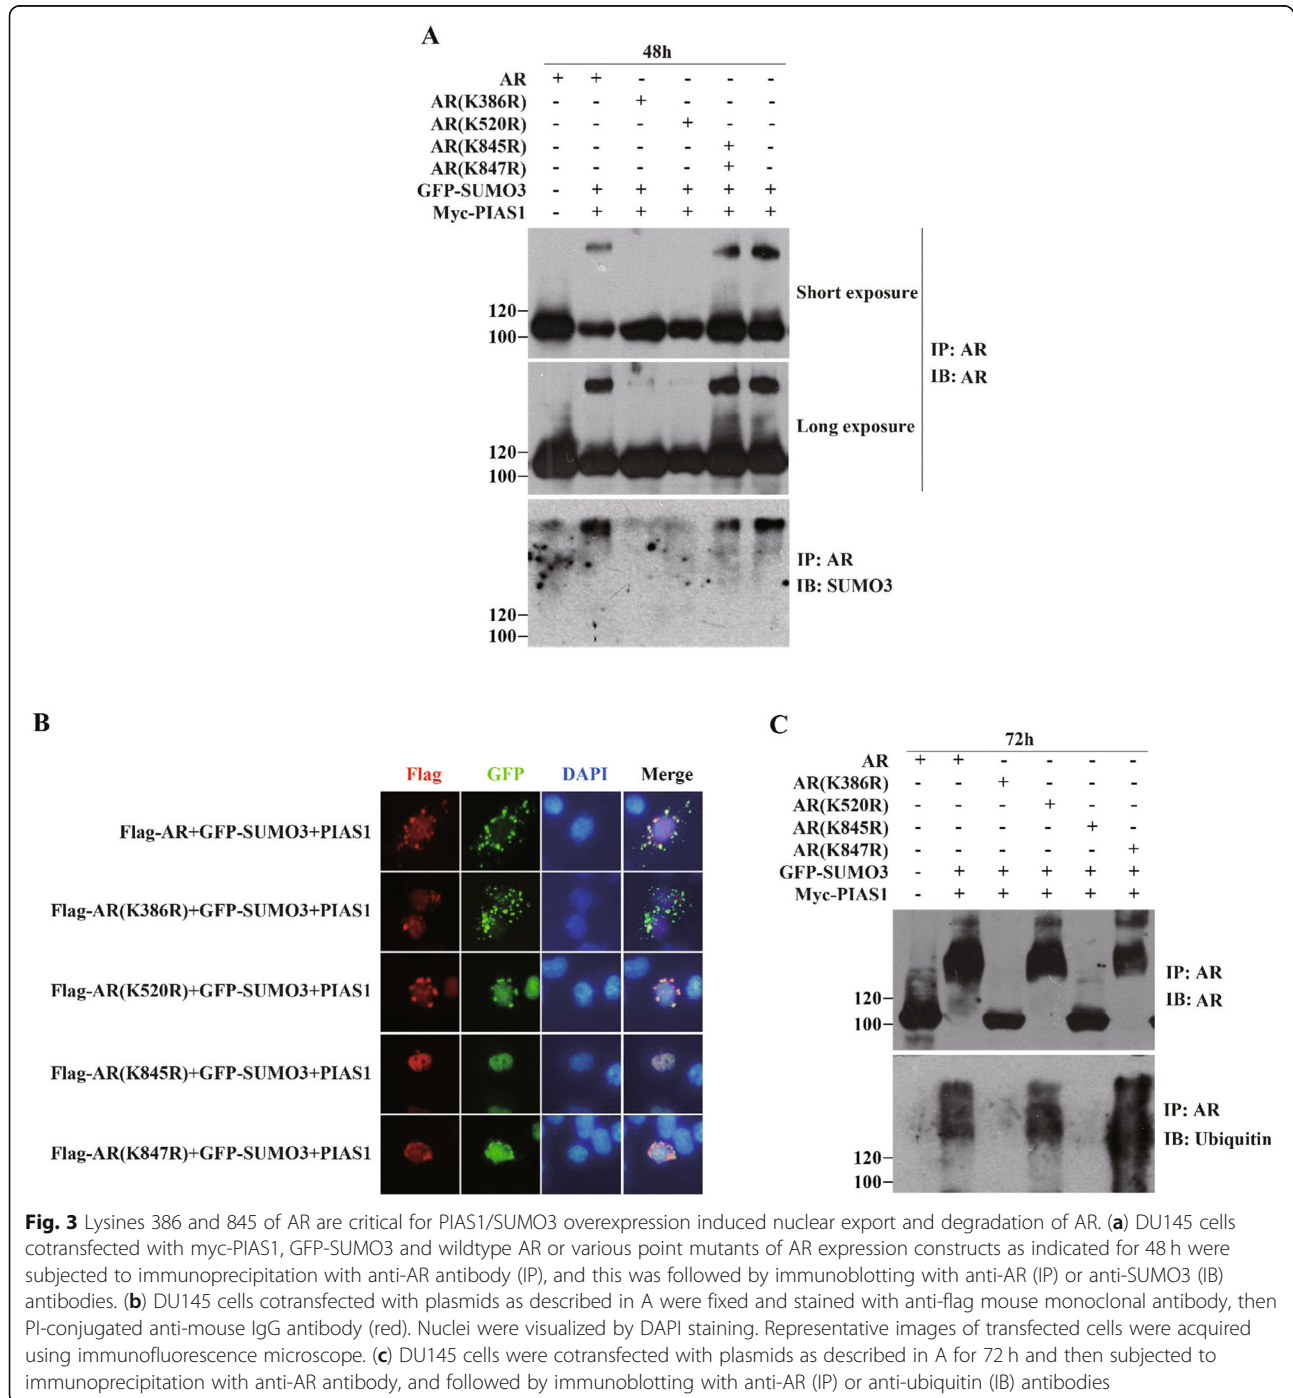 A
48h
AR + + - - - -
AR(K386R) - - + - - -
AR(K520R) - - - + - -
AR(K845R) - - - - + -
AR(K847R) - - - - + -
GFP-SUMO3 - + + + + +
Myc-PIAS1 - + + + + +
120
100
Short exposure
IP: AR
IB: AR
120
100
Long exposure
120
100
IP: AR
IB: SUMO3
B
Flag GFP DAPI Merge
Flag-AR+GFP-SUMO3+PIAS1
Flag-AR(K386R)+GFP-SUMO3+PIAS1
Flag-AR(K520R)+GFP-SUMO3+PIAS1
Flag-AR(K845R)+GFP-SUMO3+PIAS1
Flag-AR(K847R)+GFP-SUMO3+PIAS1
C
72h
AR + + - - - -
AR(K386R) - - + - - -
AR(K520R) - - - + - -
AR(K845R) - - - - + -
AR(K847R) - - - - - +
GFP-SUMO3 - + + + + +
Myc-PIAS1 - + + + + +
120
100
IP: AR
IB: AR
120
100
IP: AR
IB: Ubiquitin
Fig. 3 Lysines 386 and 845 of AR are critical for PIAS1/SUMO3 overexpression induced nuclear export and degradation of AR. (a) DU145 cells
cotransfected with myc-PIAS1, GFP-SUMO3 and wildtype AR or various point mutants of AR expression constructs as indicated for 48 h were
subjected to immunoprecipitation with anti-AR antibody (IP), and this was followed by immunoblotting with anti-AR (IP) or anti-SUMO3 (IB)
antibodies. (b) DU145 cells cotransfected with plasmids as described in A were fixed and stained with anti-flag mouse monoclonal antibody, then
PI-conjugated anti-mouse IgG antibody (red). Nuclei were visualized by DAPI staining. Representative images of transfected cells were acquired
using immunofluorescence microscope. (c) DU145 cells were cotransfected with plasmids as described in A for 72 h and then subjected to
immunoprecipitation with anti-AR antibody, and followed by immunoblotting with anti-AR (IP) or anti-ubiquitin (IB) antibodies